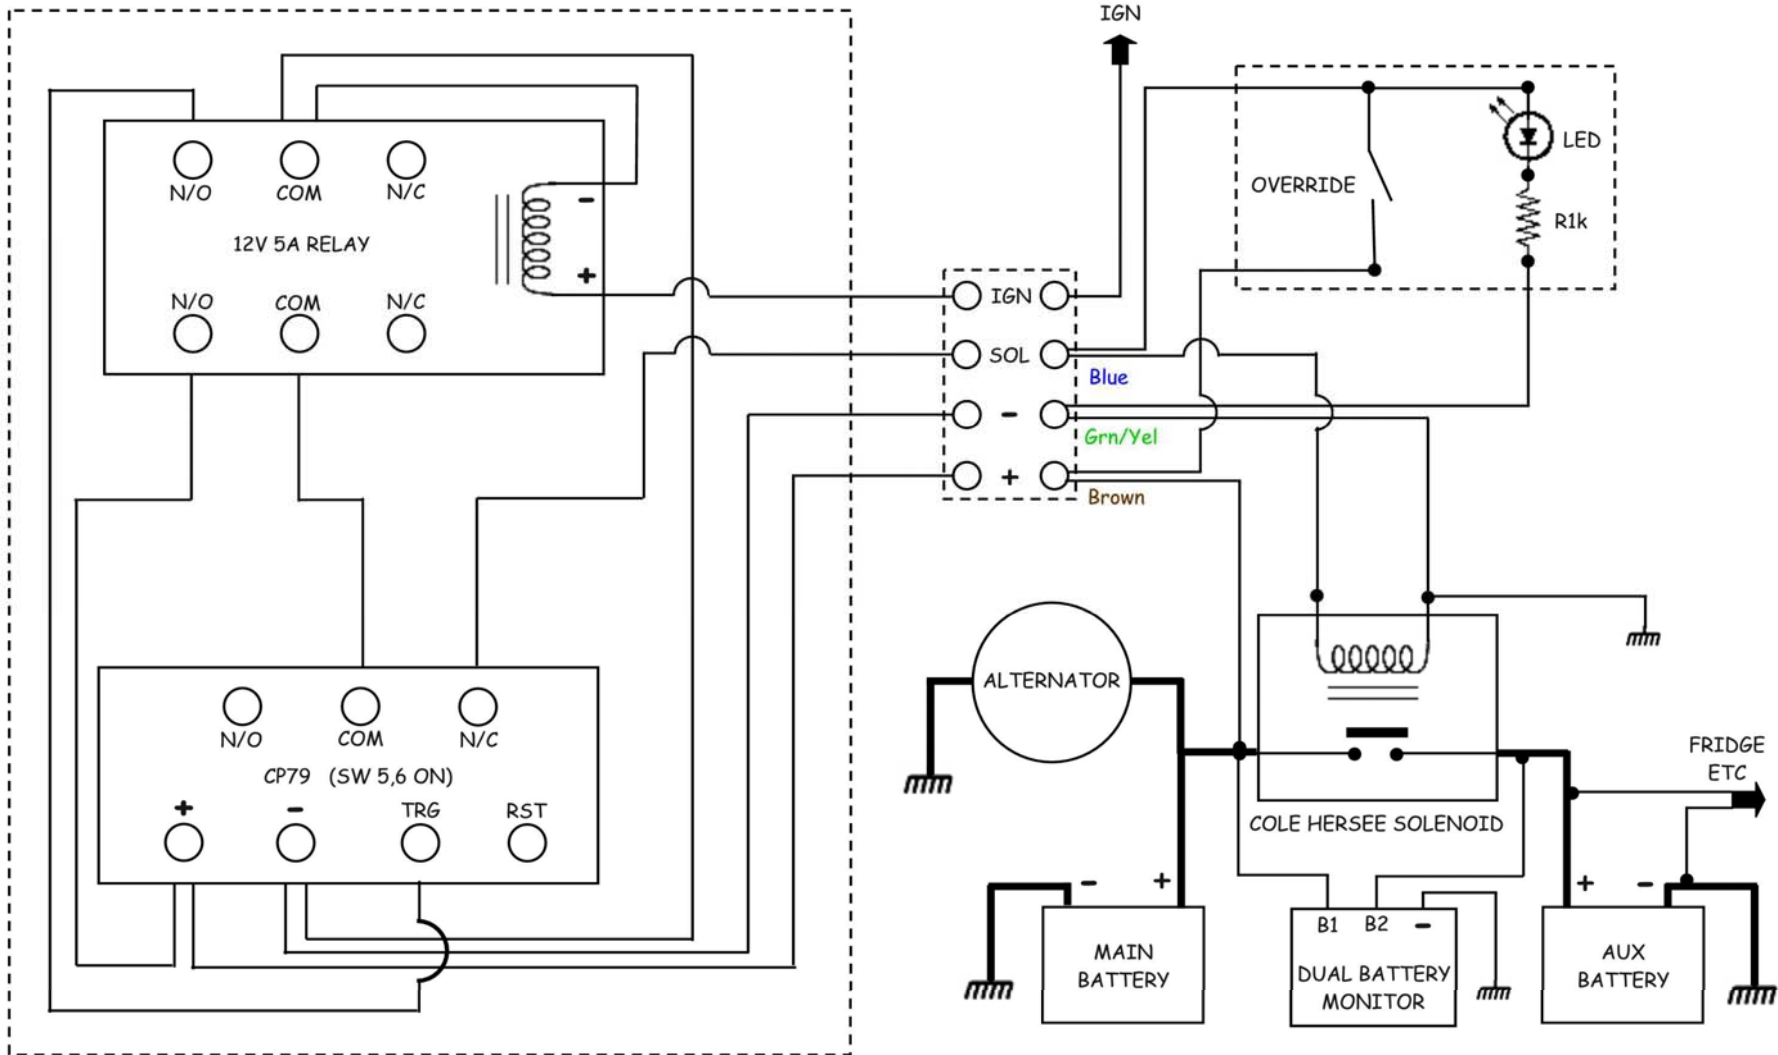 IGN
N/O
COM
N/C
-
12V 5A RELAY
+
N/O
COM
N/C
LED
OVERRIDE
R1k
IGN
SOL
Blue
-
Grn/Yel
+
Brown
N/O
COM
N/C
CP79 (SW 5,6 ON)
+
-
TRG
RST
ALTERNATOR
COLE HERSEE SOLENOID
FRIDGE
ETC
-
+
MAIN
BATTERY
B1
B2
-
DUAL BATTERY
MONITOR
+
-
AUX
BATTERY